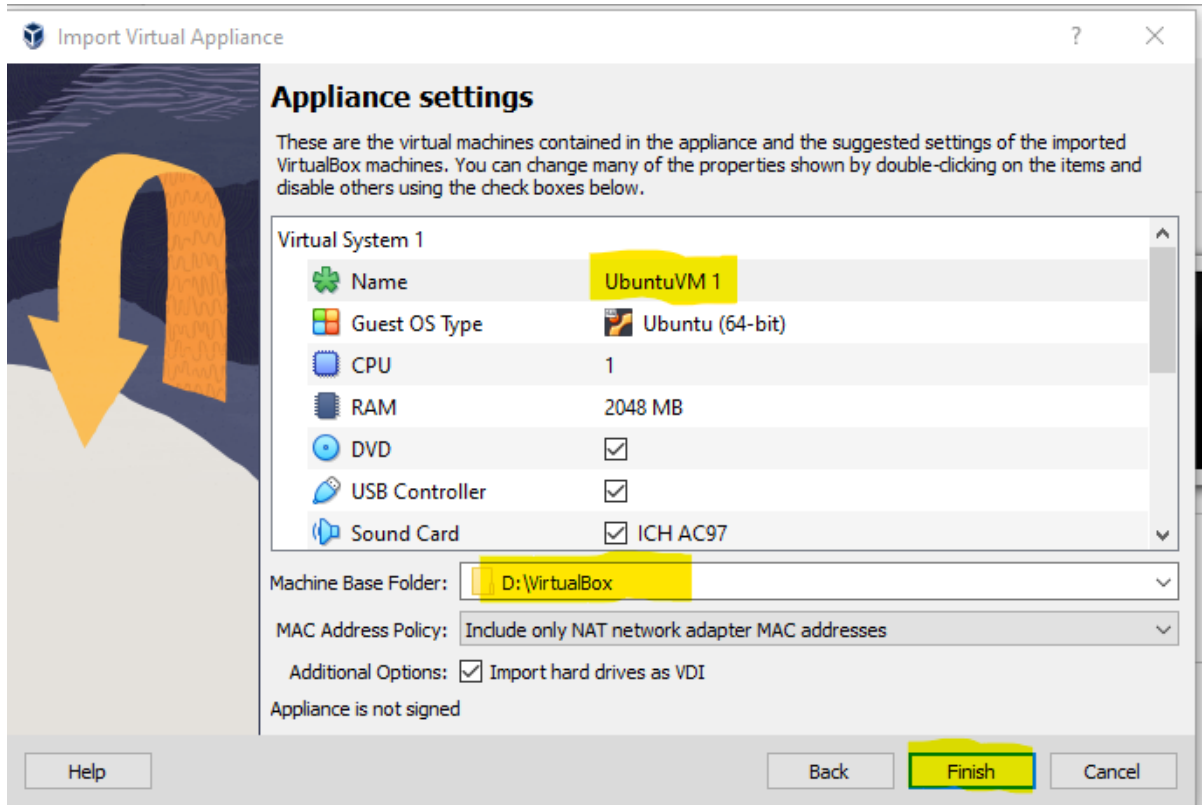 Import Virtual Appliance ?
Appliance settings
These are the virtual machines contained in the appliance and the suggested settings of the imported
VirtualBox machines. You can change many of the properties shown by double-clicking on the items and
disable others using the check boxes below.
Virtual System 1
Name UbuntuVM 1
Guest OS Type Ubuntu (64-bit)
CPU 1
RAM 2048 MB
DVD
USB Controller
Sound Card ICH AC97
Machine Base Folder: D:\VirtualBox
MAC Address Policy: Include only NAT network adapter MAC addresses
Additional Options: Import hard drives as VDI
Appliance is not signed
Help Back Finish Cancel